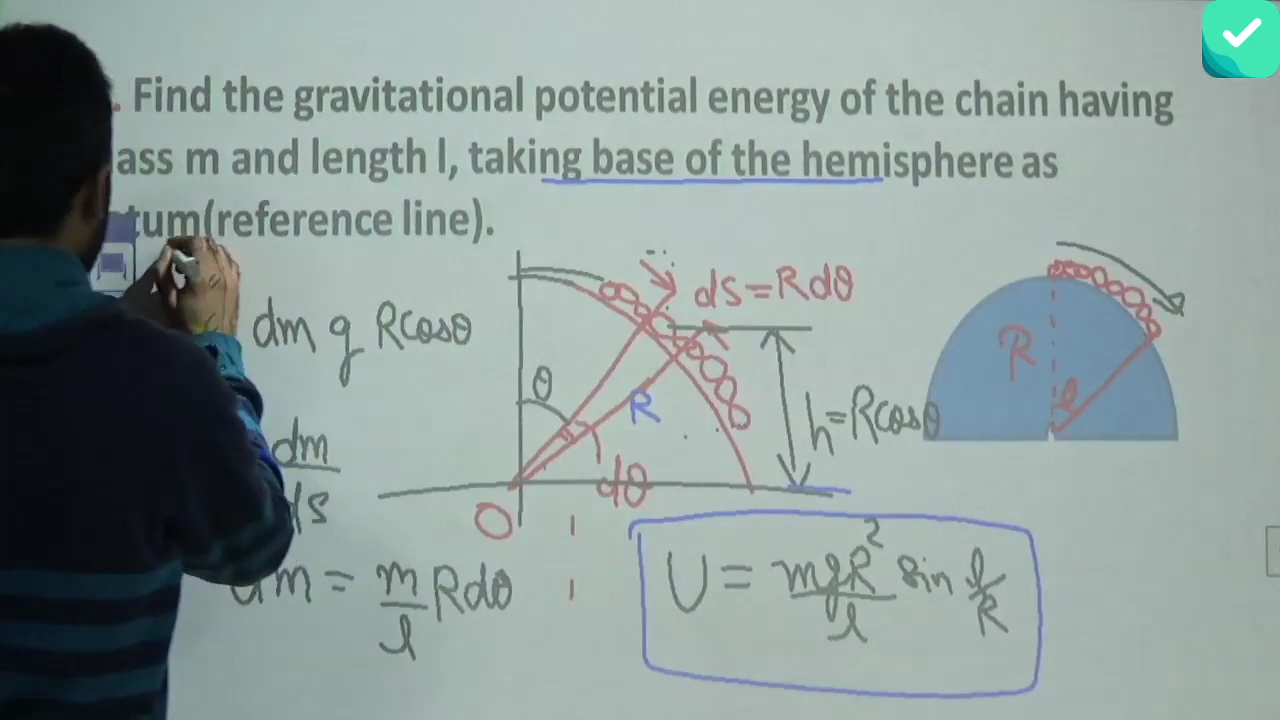 . Find the gravitational potential energy of the chain having
ass m and length l, taking base of the hemisphere as
tum(reference line).
dm g Rcosθ
dm
ds
dm = m/l Rdθ
θ
R
dθ
O
ds = Rdθ
h = Rcosθ
R
θ
U = mgR²/l sin l/R